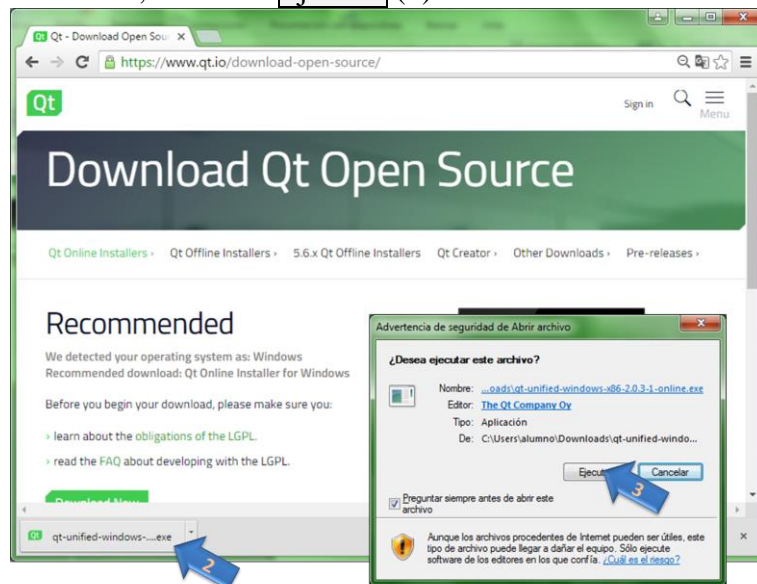 Qt - Download Open Sou
https://www.qt.io/download-open-source/
Qt
Sign in
Menu
Download Qt Open Source
Qt Online Installers › Qt Offline Installers › 5.6.x Qt Offline Installers Qt Creator › Other Downloads › Pre-releases ›
Recommended
We detected your operating system as: Windows
Recommended download: Qt Online Installer for Windows
Before you begin your download, please make sure you:
› learn about the obligations of the LGPL.
› read the FAQ about developing with the LGPL.
Download Now
qt-unified-windows-....exe
2
Advertencia de seguridad de Abrir archivo
¿Desea ejecutar este archivo?
Nombre: ...oads\qt-unified-windows-x86-2.0.3-1-online.exe
Editor: The Qt Company Oy
Tipo: Aplicación
De: C:\Users\alumno\Downloads\qt-unified-windo...
Ejecu Cancelar
3
Preguntar siempre antes de abrir este
archivo
Aunque los archivos procedentes de Internet pueden ser útiles, este
tipo de archivo puede llegar a dañar el equipo. Sólo ejecute
software de los editores en los que confía. ¿Cuál es el riesgo?